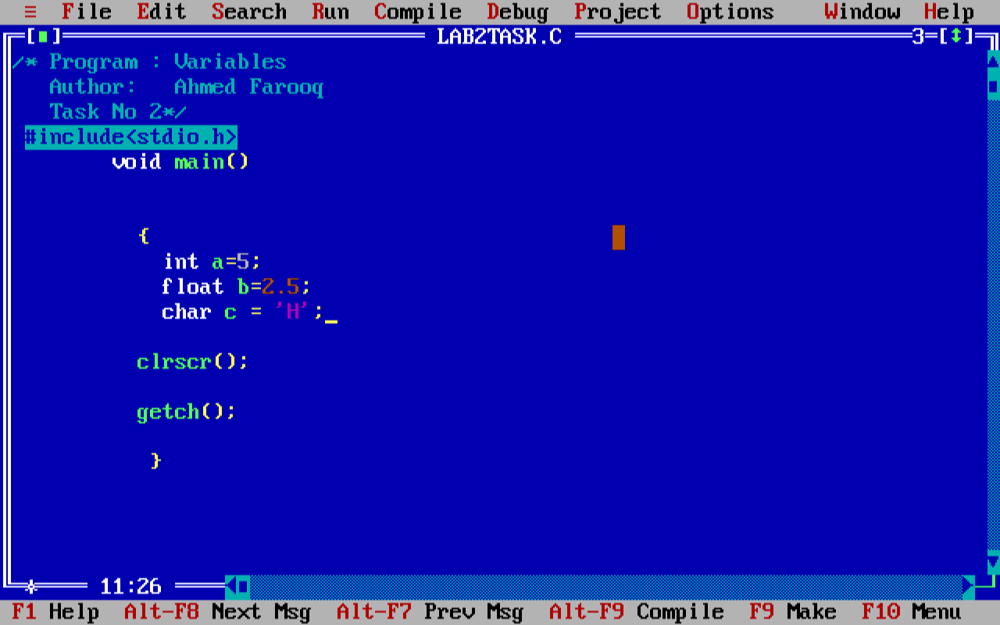 ≡ File Edit Search Run Compile Debug Project Options Window Help
[■] LAB2TASK.C 3=[↕]
/* Program : Variables
Author: Ahmed Farooq
Task No 2*/
#include<stdio.h>
void main()
{
int a=5;
float b=2.5;
char c = 'H';_
clrscr();
getch();
}
* 11:26
F1 Help Alt-F8 Next Msg Alt-F7 Prev Msg Alt-F9 Compile F9 Make F10 Menu